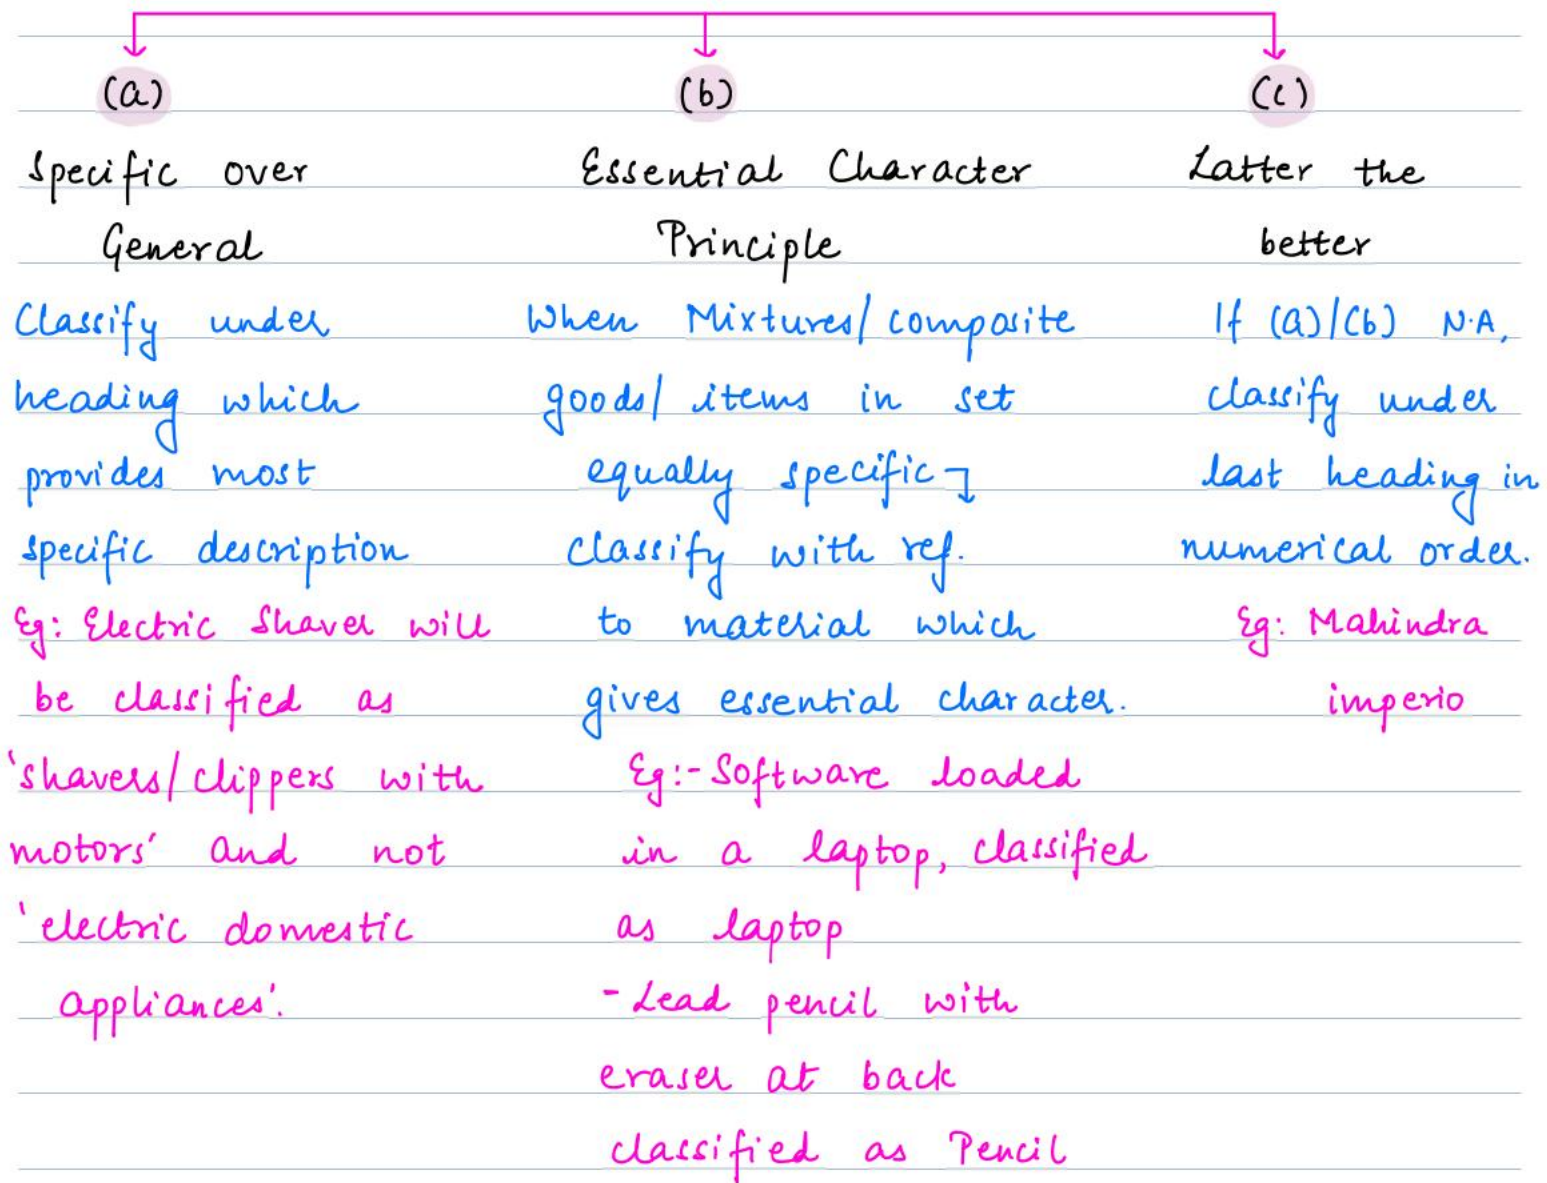 (a)
Specific over
General
Classify under
heading which
provides most
specific description
Eg: Electric Shaver will
be classified as
'shavers/clippers with
motors' and not
'electric domestic
appliances'.
(b)
Essential Character
Principle
When Mixtures/composite
goods/ items in set
equally specific
classify with ref.
to material which
gives essential character.
Eg:- Software loaded
in a laptop, classified
as laptop
- Lead pencil with
eraser at back
classified as Pencil
(c)
Latter the
better
If (a)/(b) N.A,
classify under
last heading in
numerical order.
Eg: Mahindra
imperio